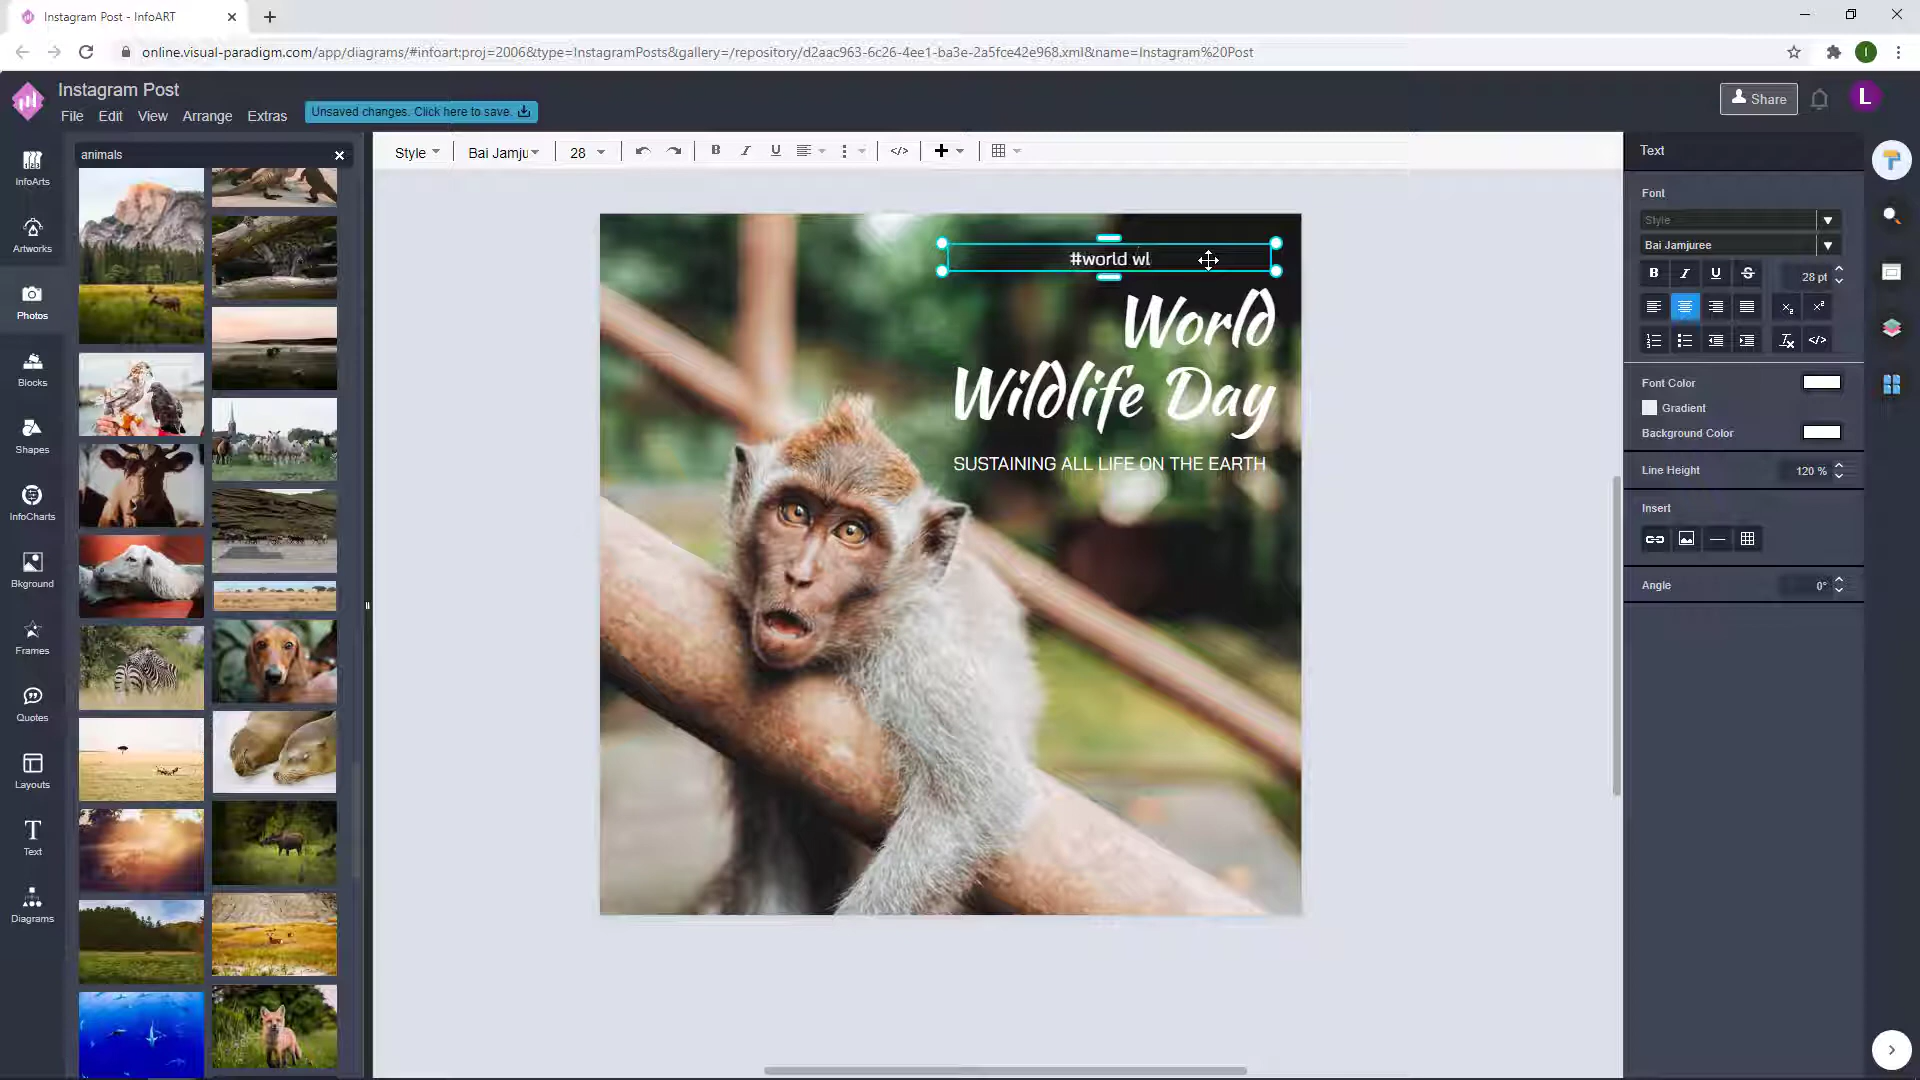 Instagram Post - InfoART
online.visual-paradigm.com/app/diagrams/#infoart:proj=2006&type=InstagramPosts&gallery=/repository/d2aac963-6c26-4ee1-ba3e-2a5fce42e968.xml&name=Instagram%20Post
I
Instagram Post
File Edit View Arrange Extras
Unsaved changes. Click here to save.
Share
L
InfoArts
Artworks
Photos
Blocks
Shapes
InfoCharts
Bkground
Frames
Quotes
Layouts
Text
Diagrams
animals
Style
Bai Jamju
28
B I U
</>
#world wl
World
Wildlife Day
SUSTAINING ALL LIFE ON THE EARTH
Text
Font
Style
Bai Jamjuree
B I U S
28 pt
Font Color
Gradient
Background Color
Line Height
120 %
Insert
Angle
0°